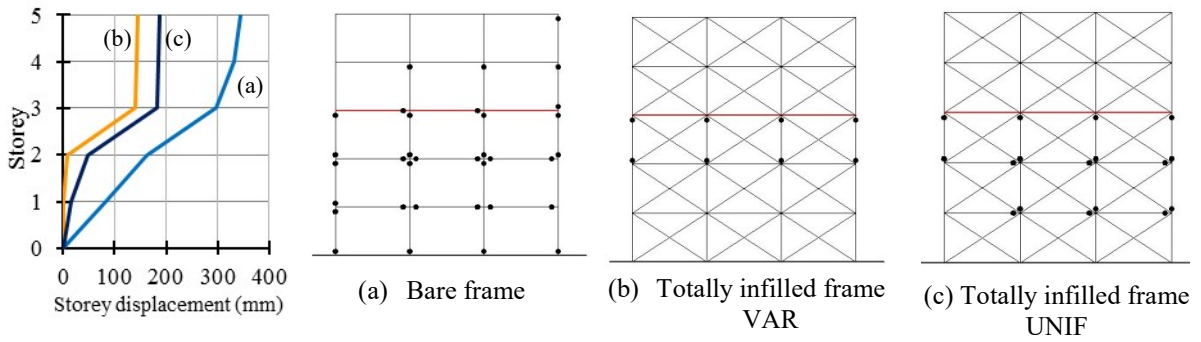 5
4
3
2
1
0
Storey
(b)
(c)
(a)
0 100 200 300 400
Storey displacement (mm)
(a) Bare frame
(b) Totally infilled frame
VAR
(c) Totally infilled frame
UNIF